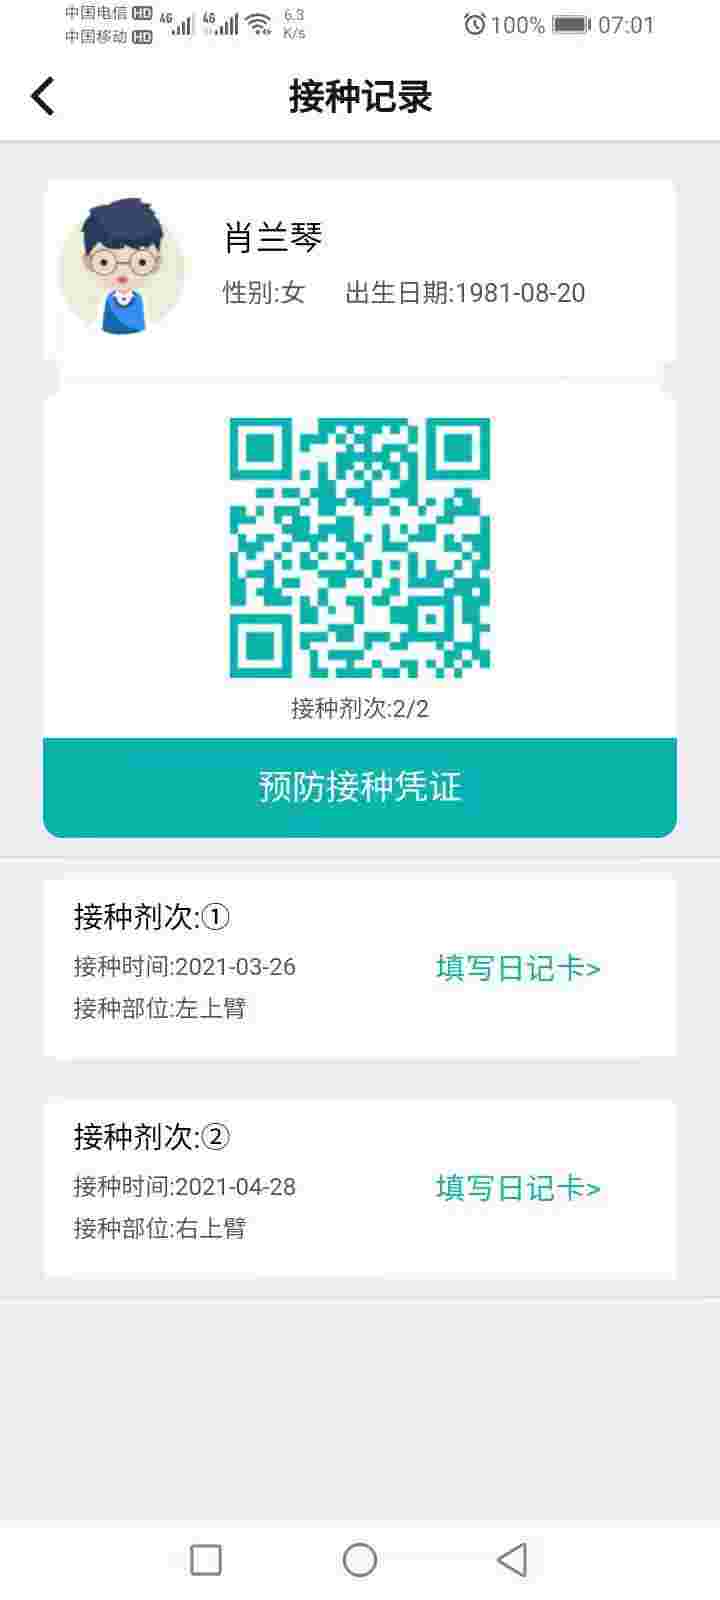 中国电信 HD 4G 4G 6.3 K/s 100% 07:01
中国移动 HD
接种记录
肖兰琴
性别:女 出生日期:1981-08-20
接种剂次:2/2
预防接种凭证
接种剂次:①
接种时间:2021-03-26 填写日记卡>
接种部位:左上臂
接种剂次:②
接种时间:2021-04-28 填写日记卡>
接种部位:右上臂